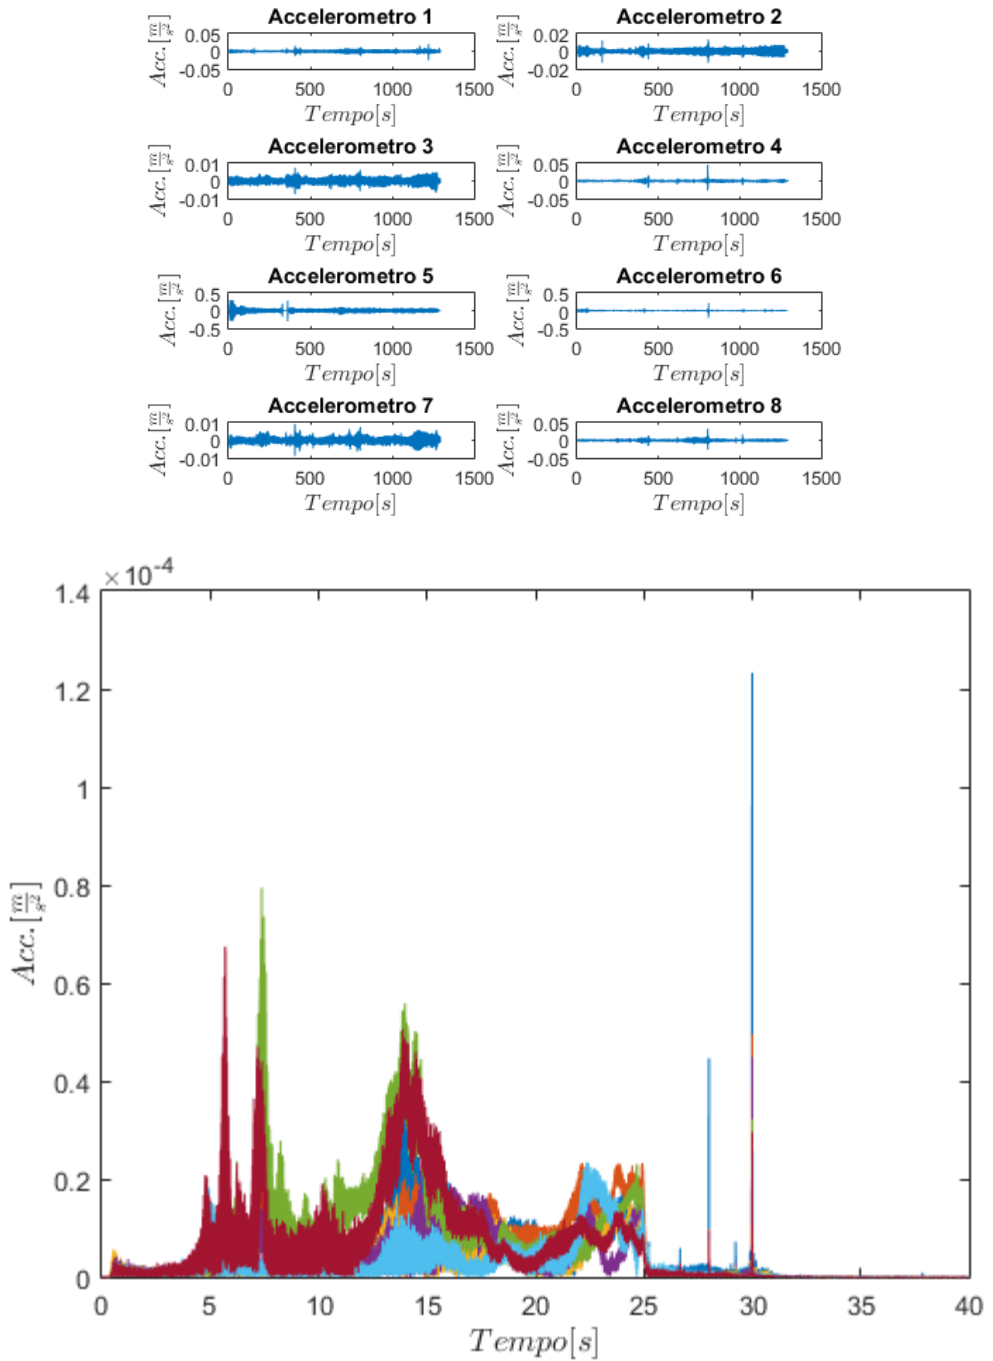 Accelerometro 1 Accelerometro 2
Acc.[m/s²] 0.05 0 -0.05 Acc.[m/s²] 0.02 0 -0.02
0 500 1000 1500 0 500 1000 1500
Tempo[s] Tempo[s]
Accelerometro 3 Accelerometro 4
Acc.[m/s²] 0.01 0 -0.01 Acc.[m/s²] 0.05 0 -0.05
0 500 1000 1500 0 500 1000 1500
Tempo[s] Tempo[s]
Accelerometro 5 Accelerometro 6
Acc.[m/s²] 0.5 0 -0.5 Acc.[m/s²] 0.5 0 -0.5
0 500 1000 1500 0 500 1000 1500
Tempo[s] Tempo[s]
Accelerometro 7 Accelerometro 8
Acc.[m/s²] 0.01 0 -0.01 Acc.[m/s²] 0.05 0 -0.05
0 500 1000 1500 0 500 1000 1500
Tempo[s] Tempo[s]
×10⁻⁴
1.4
1.2
1
0.8
Acc.[m/s²]
0.6
0.4
0.2
0
0 5 10 15 20 25 30 35 40
Tempo[s]